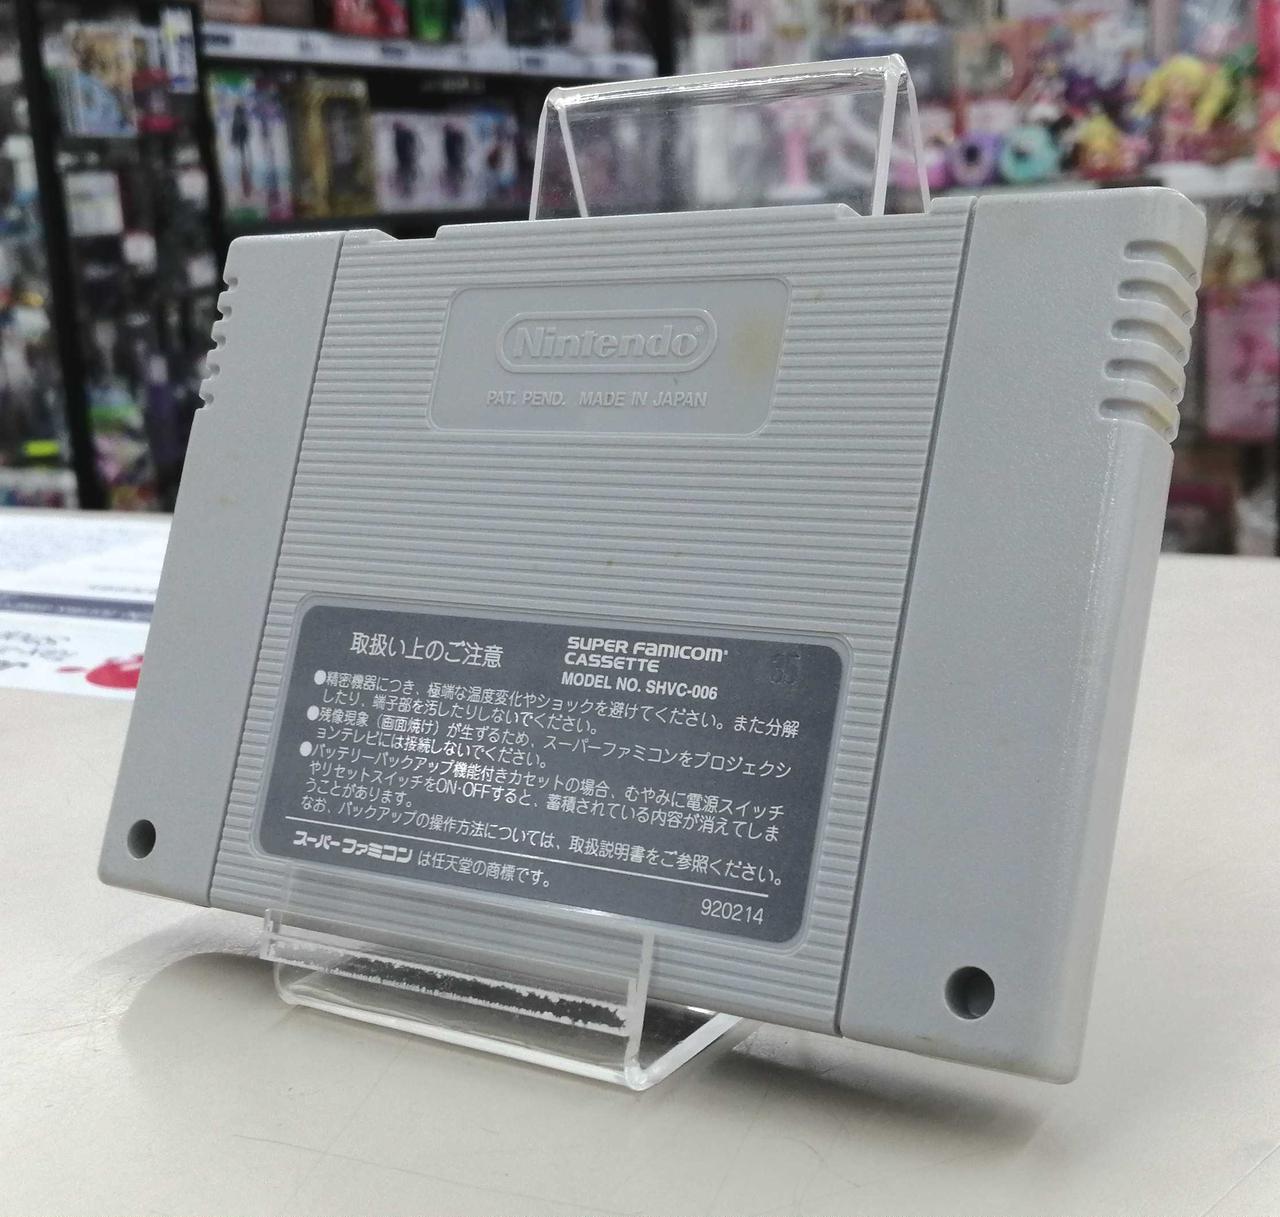 Nintendo®
PAT. PEND. MADE IN JAPAN
取扱い上のご注意
SUPER FAMICOM®
CASSETTE
MODEL NO. SHVC-006
35
●精密機器につき、極端な温度変化やショックを避けてください。また分解
したり、端子部を汚したりしないでください。
●残像現象（画面焼け）が生ずるため、スーパーファミコンをプロジェクシ
ョンテレビには接続しないでください。
●バッテリーバックアップ機能付きカセットの場合、むやみに電源スイッチ
やリセットスイッチをON・OFFすると、蓄積されている内容が消えてしま
うことがあります。
なお、バックアップの操作方法については、取扱説明書をご参照ください。
スーパーファミコン は任天堂の商標です。
920214